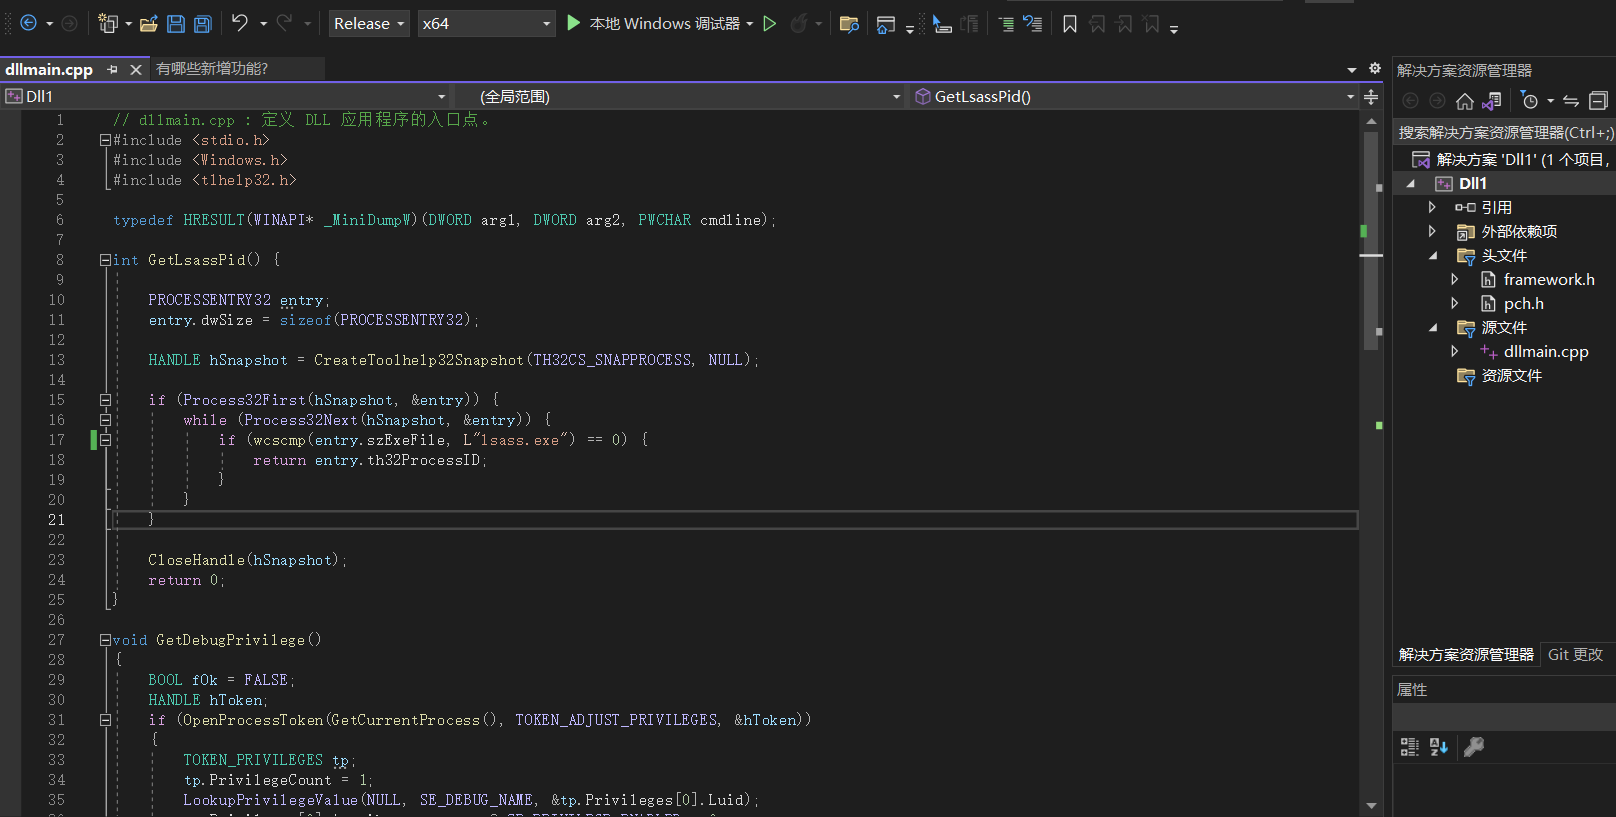 Release
x64
本地 Windows 调试器
dllmain.cpp
有哪些新增功能?
Dll1
(全局范围)
GetLsassPid()
1 // dllmain.cpp : 定义 DLL 应用程序的入口点。
2 #include <stdio.h>
3 #include <Windows.h>
4 #include <tlhelp32.h>
5
6 typedef HRESULT(WINAPI* _MiniDumpW)(DWORD arg1, DWORD arg2, PWCHAR cmdline);
7
8 int GetLsassPid() {
9
10 PROCESSENTRY32 entry;
11 entry.dwSize = sizeof(PROCESSENTRY32);
12
13 HANDLE hSnapshot = CreateToolhelp32Snapshot(TH32CS_SNAPPROCESS, NULL);
14
15 if (Process32First(hSnapshot, &entry)) {
16 while (Process32Next(hSnapshot, &entry)) {
17 if (wcscmp(entry.szExeFile, L"lsass.exe") == 0) {
18 return entry.th32ProcessID;
19 }
20 }
21 }
22
23 CloseHandle(hSnapshot);
24 return 0;
25 }
26
27 void GetDebugPrivilege()
28 {
29 BOOL fOk = FALSE;
30 HANDLE hToken;
31 if (OpenProcessToken(GetCurrentProcess(), TOKEN_ADJUST_PRIVILEGES, &hToken))
32 {
33 TOKEN_PRIVILEGES tp;
34 tp.PrivilegeCount = 1;
35 LookupPrivilegeValue(NULL, SE_DEBUG_NAME, &tp.Privileges[0].Luid);
解决方案资源管理器
搜索解决方案资源管理器(Ctrl+;)
解决方案 'Dll1' (1 个项目,
Dll1
引用
外部依赖项
头文件
framework.h
pch.h
源文件
dllmain.cpp
资源文件
解决方案资源管理器
Git 更改
属性